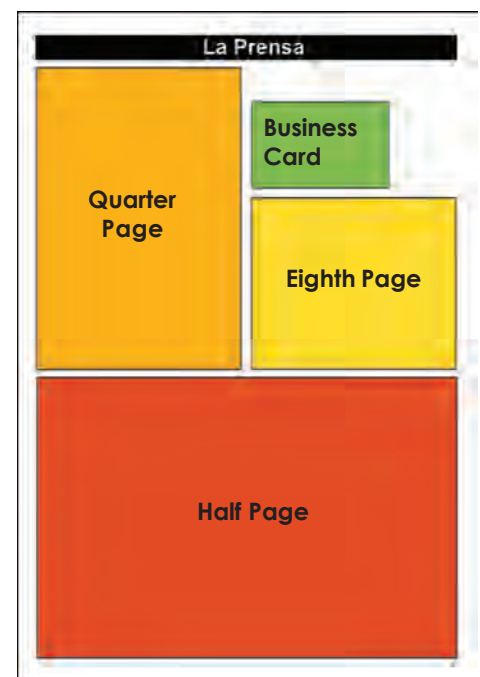 La Prensa
Quarter
Page
Business
Card
Eighth Page
Half Page